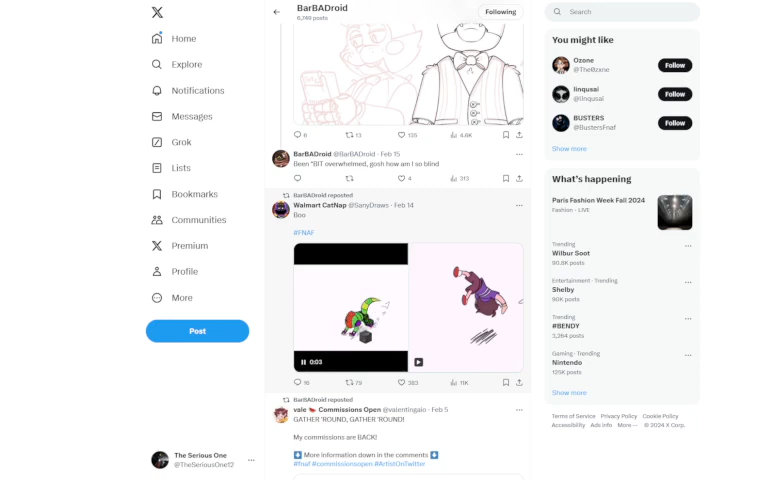 Home
Explore
Notifications
Messages
Grok
Lists
Bookmarks
Communities
Premium
Profile
More
Post
The Serious One
@TheSeriousOne12
BarBADroid
6,749 posts
Following
6 13 135 4.6K
BarBADroid @BarBADroid · Feb 15
Been *BIT overwhelmed, gosh how am I so blind
4 313
BarBADroid reposted
Walmart CatNap @SanyDraws · Feb 14
Boo
#FNAF
0:03
16 79 383 11K
BarBADroid reposted
vale 🍉 Commissions Open @valentingaio · Feb 5
GATHER 'ROUND, GATHER 'ROUND!
My commissions are BACK!
⬇️ More information down in the comments ⬇️
#fnaf #commissionsopen #ArtistOnTwitter
Search
You might like
Ozone
@The0zxne
Follow
linqusai
@linqusai
Follow
BUSTERS
@BustersFnaf
Follow
Show more
What's happening
Paris Fashion Week Fall 2024
Fashion · LIVE
Trending
Wilbur Soot
90.8K posts
Entertainment · Trending
Shelby
90K posts
Trending
#BENDY
3,264 posts
Gaming · Trending
Nintendo
125K posts
Show more
Terms of Service Privacy Policy Cookie Policy
Accessibility Ads info More ··· © 2024 X Corp.